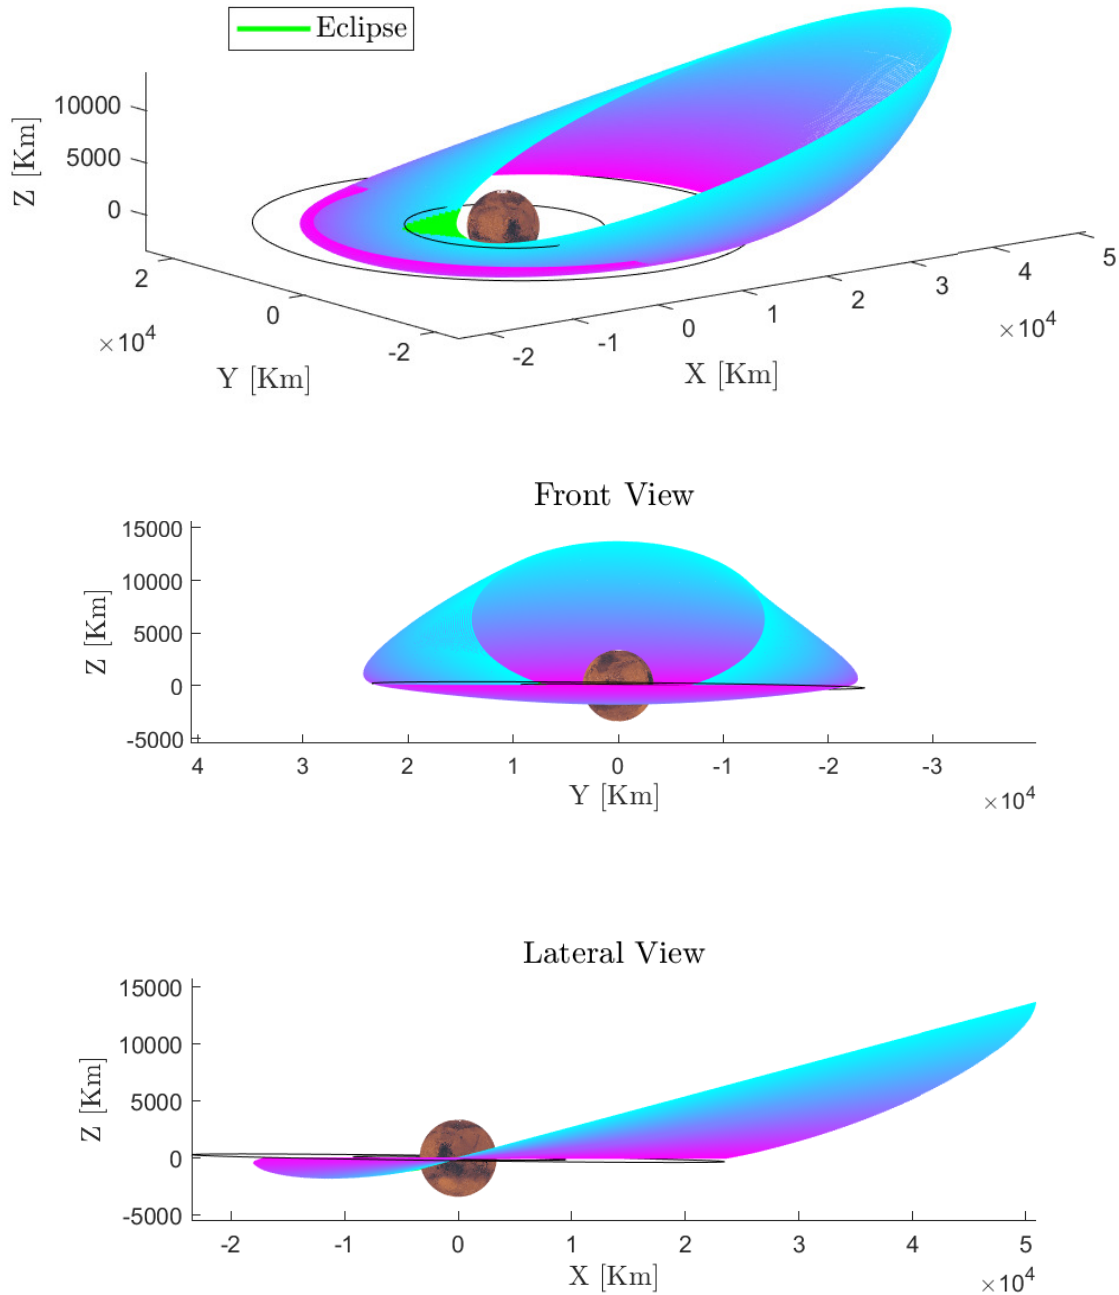 Eclipse
10000
5000
0
Z [Km]
2
0
-2
×10⁴
Y [Km]
-2
-1
0
1
2
3
4
5
×10⁴
X [Km]
Front View
15000
10000
5000
0
-5000
Z [Km]
4 3 2 1 0 -1 -2 -3
Y [Km]
×10⁴
Lateral View
15000
10000
5000
0
-5000
Z [Km]
-2 -1 0 1 2 3 4 5
X [Km]
×10⁴